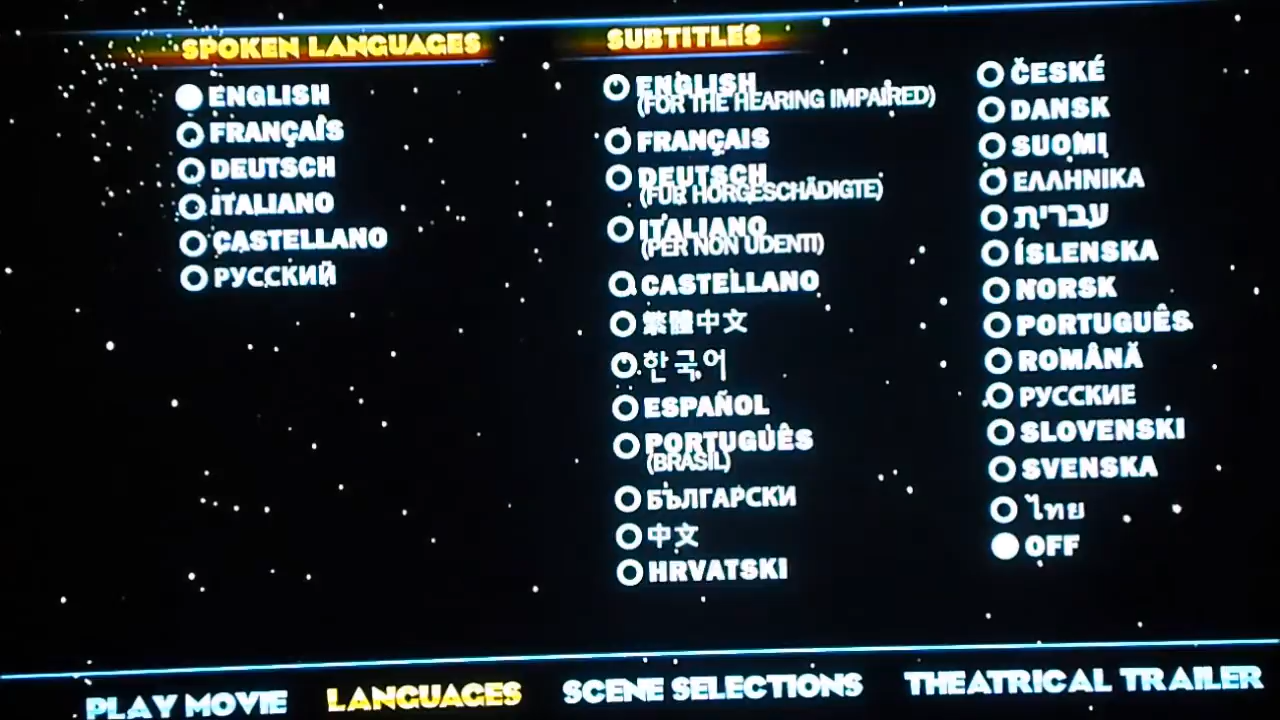 SPOKEN LANGUAGES
ENGLISH
FRANÇAIS
DEUTSCH
ITALIANO
CASTELLANO
РУССКИЙ
SUBTITLES
ENGLISH
(FOR THE HEARING IMPAIRED)
FRANÇAIS
DEUTSCH
(FÜR HÖRGESCHÄDIGTE)
ITALIANO
(PER NON UDENTI)
CASTELLANO
繁體中文
한국어
ESPAÑOL
PORTUGUÊS
(BRASIL)
БЪЛГАРСКИ
中文
HRVATSKI
ČESKÉ
DANSK
SUOMI
ΕΛΛΗΝΙΚΑ
עברית
ÍSLENSKA
NORSK
PORTUGUÊS
ROMÂNĂ
РУССКИЕ
SLOVENSKI
SVENSKA
ไทย
OFF
PLAY MOVIE
LANGUAGES
SCENE SELECTIONS
THEATRICAL TRAILER